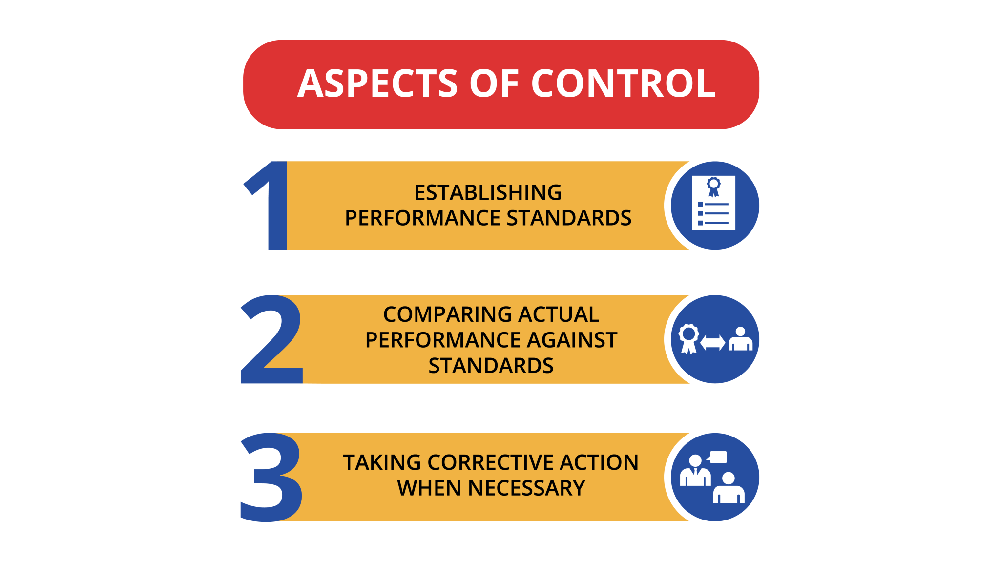 ASPECTS OF CONTROL
1
ESTABLISHING
PERFORMANCE STANDARDS
2
COMPARING ACTUAL
PERFORMANCE AGAINST
STANDARDS
3
TAKING CORRECTIVE ACTION
WHEN NECESSARY